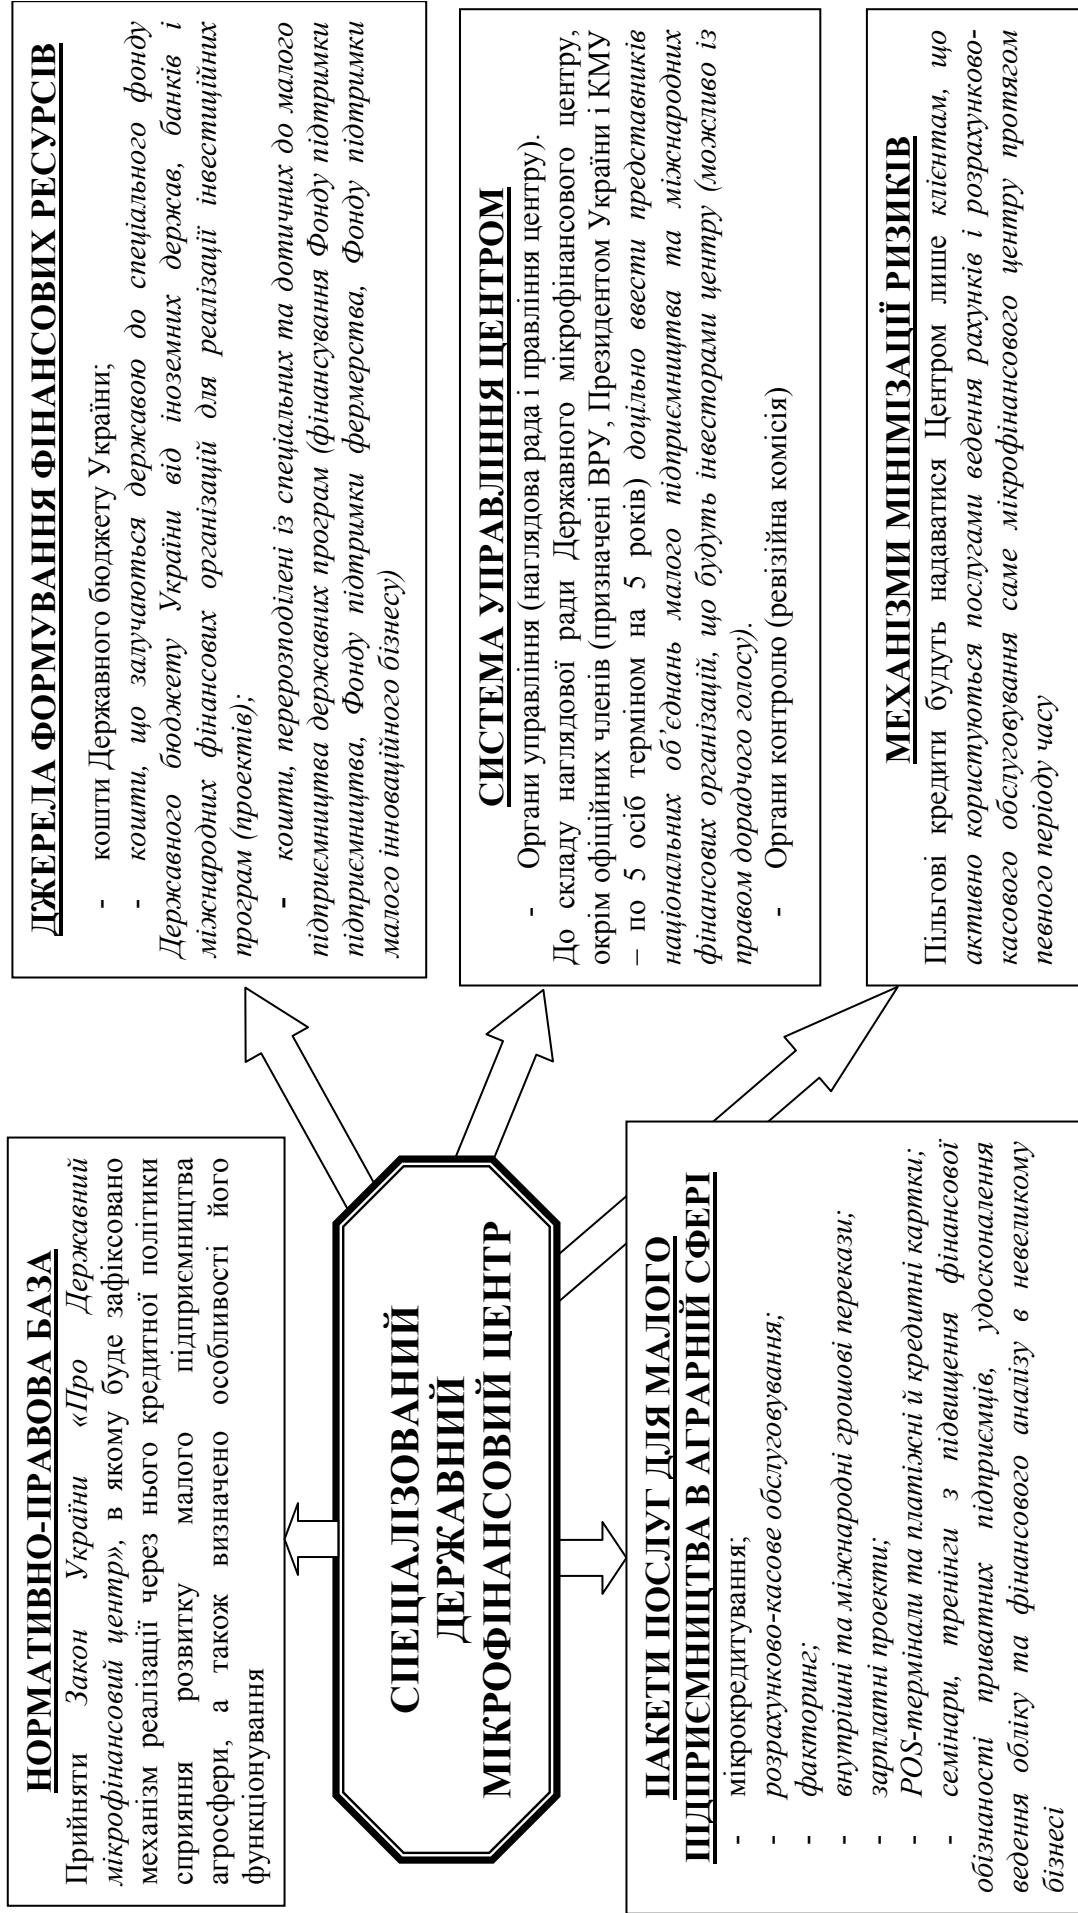 НОРМАТИВНО-ПРАВОВА БАЗА
Прийняти Закон України «Про Державний
мікрофінансовий центр», в якому буде зафіксовано
механізм реалізації через нього кредитної політики
сприяння розвитку малого підприємництва
агросфери, а також визначено особливості його
функціонування
ДЖЕРЕЛА ФОРМУВАННЯ ФІНАНСОВИХ РЕСУРСІВ
- кошти Державного бюджету України;
- кошти, що залучаються державою до спеціального фонду
Державного бюджету України від іноземних держав, банків і
міжнародних фінансових організацій для реалізації інвестиційних
програм (проектів);
- кошти, перерозподілені із спеціальних та дотичних до малого
підприємництва державних програм (фінансування Фонду підтримки
підприємництва, Фонду підтримки фермерства, Фонду підтримки
малого інноваційного бізнесу)
СПЕЦІАЛІЗОВАНИЙ
ДЕРЖАВНИЙ
МІКРОФІНАНСОВИЙ ЦЕНТР
СИСТЕМА УПРАВЛІННЯ ЦЕНТРОМ
- Органи управління (наглядова рада і правління центру).
До складу наглядової ради Державного мікрофінансового центру,
окрім офіційних членів (призначені ВРУ, Президентом України і КМУ
– по 5 осіб терміном на 5 років) доцільно ввести представників
національних об'єднань малого підприємництва та міжнародних
фінансових організацій, що будуть інвесторами центру (можливо із
правом дорадчого голосу).
- Органи контролю (ревізійна комісія)
ПАКЕТИ ПОСЛУГ ДЛЯ МАЛОГО
ПІДПРИЄМНИЦТВА В АГРАРНІЙ СФЕРІ
- мікрокредитування;
- розрахунково-касове обслуговування;
- факторинг;
- внутрішні та міжнародні грошові перекази;
- зарплатні проекти;
- POS-термінали та платіжні й кредитні картки;
- семінари, тренінги з підвищення фінансової
обізнаності приватних підприємців, удосконалення
ведення обліку та фінансового аналізу в невеликому
бізнесі
МЕХАНІЗМИ МІНІМІЗАЦІЇ РИЗИКІВ
Пільгові кредити будуть надаватися Центром лише клієнтам, що
активно користуються послугами ведення рахунків і розрахунково-
касового обслуговування саме мікрофінансового центру протягом
певного періоду часу